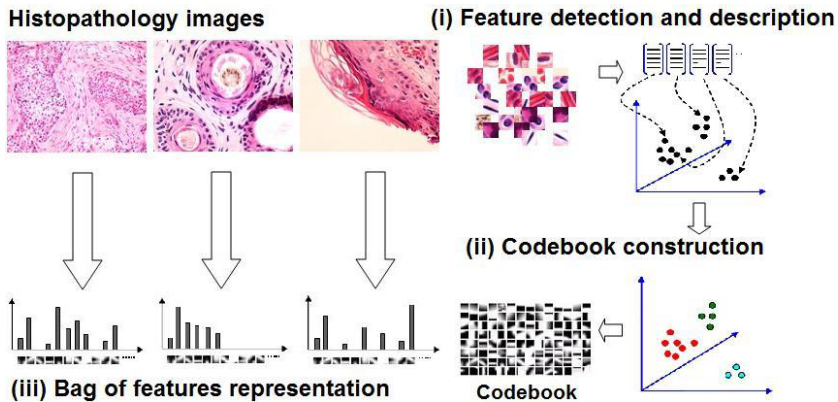 Histopathology images
(i) Feature detection and description
(ii) Codebook construction
Codebook
(iii) Bag of features representation